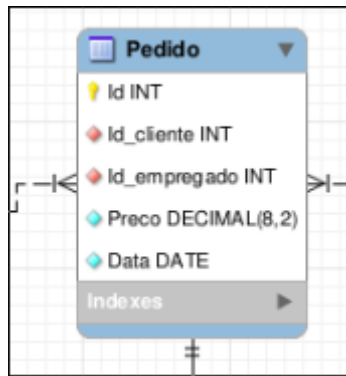 Pedido
Id INT
Id_cliente INT
Id_empregado INT
Preco DECIMAL(8,2)
Data DATE
Indexes